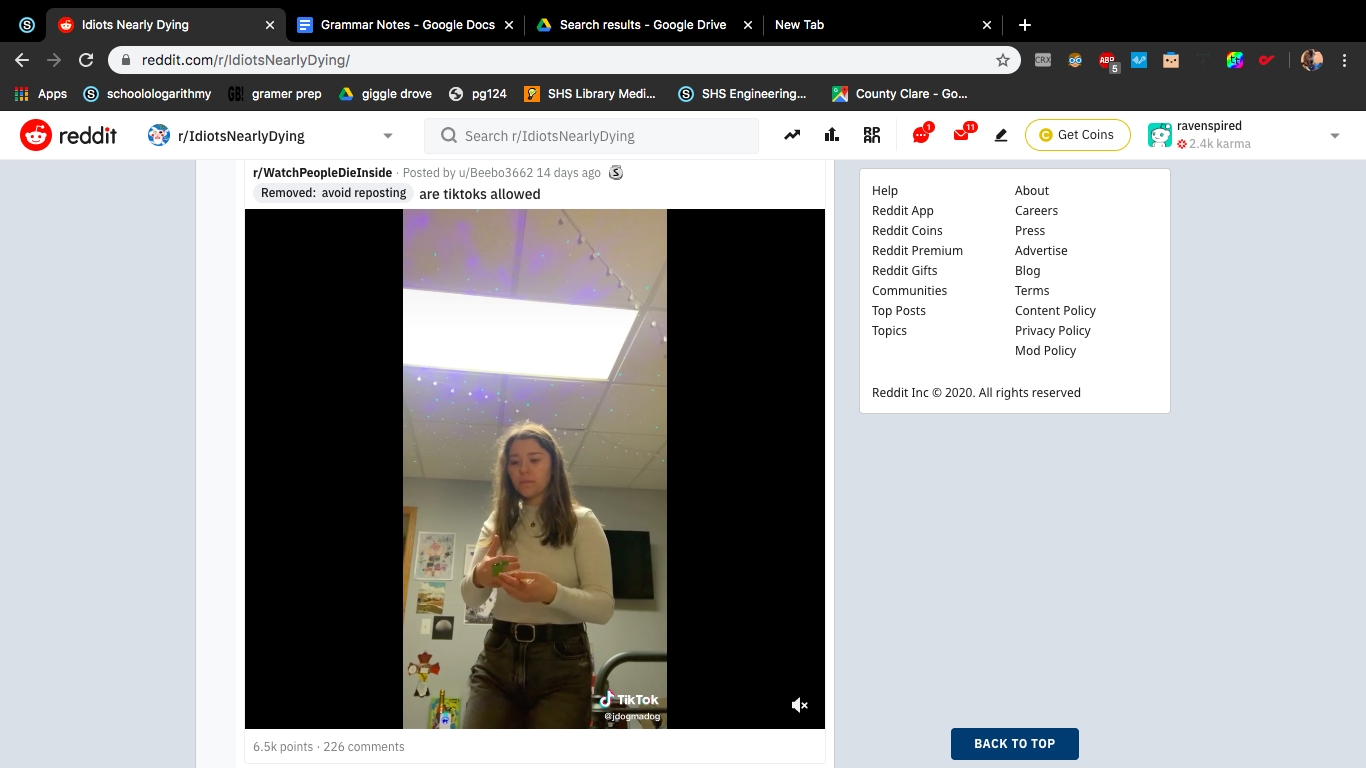 Idiots Nearly Dying
Grammar Notes - Google Docs
Search results - Google Drive
New Tab
reddit.com/r/IdiotsNearlyDying/
CRX
ABP
5
Apps
schoolologarithmy
GB!
gramer prep
giggle drove
pg124
SHS Library Medi...
SHS Engineering...
County Clare - Go...
reddit
r/IdiotsNearlyDying
Search r/IdiotsNearlyDying
1
11
Get Coins
ravenspired
2.4k karma
r/WatchPeopleDieInside · Posted by u/Beebo3662 14 days ago
Removed: avoid reposting are tiktoks allowed
TikTok
@jdogmadog
6.5k points · 226 comments
Help
Reddit App
Reddit Coins
Reddit Premium
Reddit Gifts
Communities
Top Posts
Topics
About
Careers
Press
Advertise
Blog
Terms
Content Policy
Privacy Policy
Mod Policy
Reddit Inc © 2020. All rights reserved
BACK TO TOP